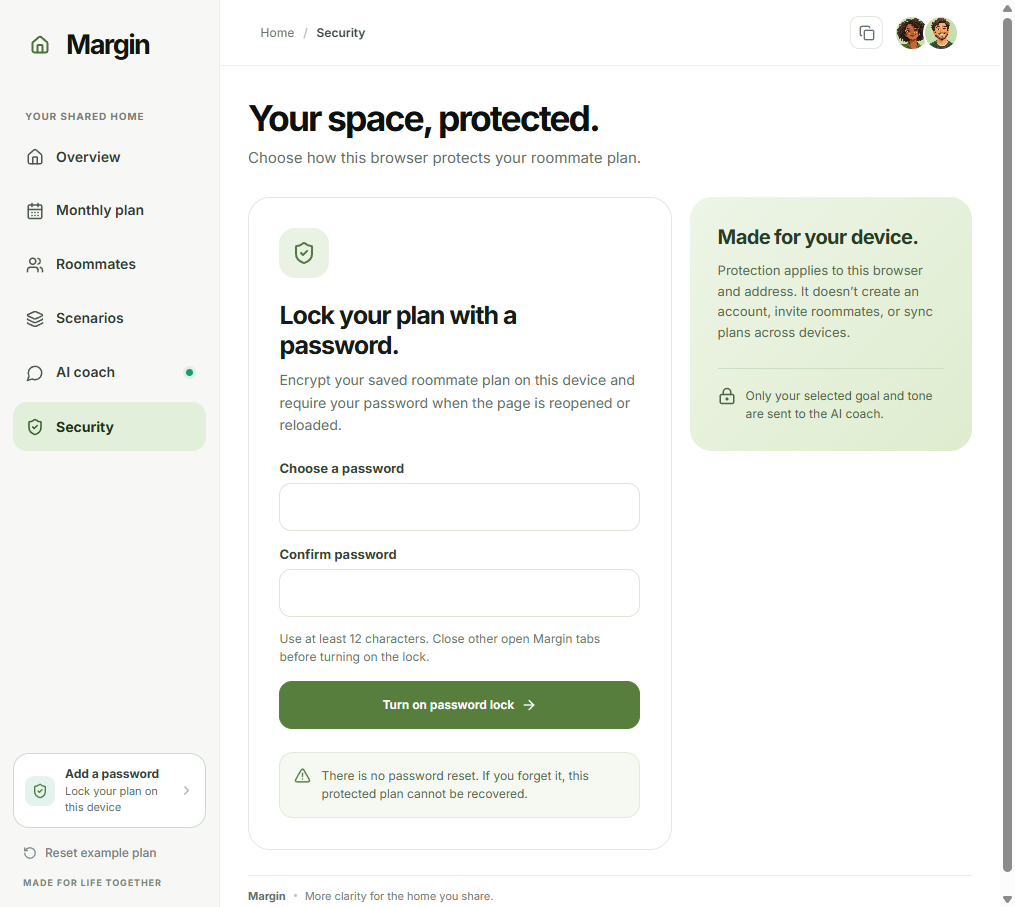 Margin
YOUR SHARED HOME
Overview
Monthly plan
Roommates
Scenarios
AI coach
Security
Add a password
Lock your plan on
this device
Reset example plan
MADE FOR LIFE TOGETHER
Home / Security
Your space, protected.
Choose how this browser protects your roommate plan.
Lock your plan with a
password.
Encrypt your saved roommate plan on this device and
require your password when the page is reopened or
reloaded.
Choose a password
Confirm password
Use at least 12 characters. Close other open Margin tabs
before turning on the lock.
Turn on password lock →
There is no password reset. If you forget it, this
protected plan cannot be recovered.
Made for your device.
Protection applies to this browser
and address. It doesn’t create an
account, invite roommates, or sync
plans across devices.
Only your selected goal and tone
are sent to the AI coach.
Margin • More clarity for the home you share.